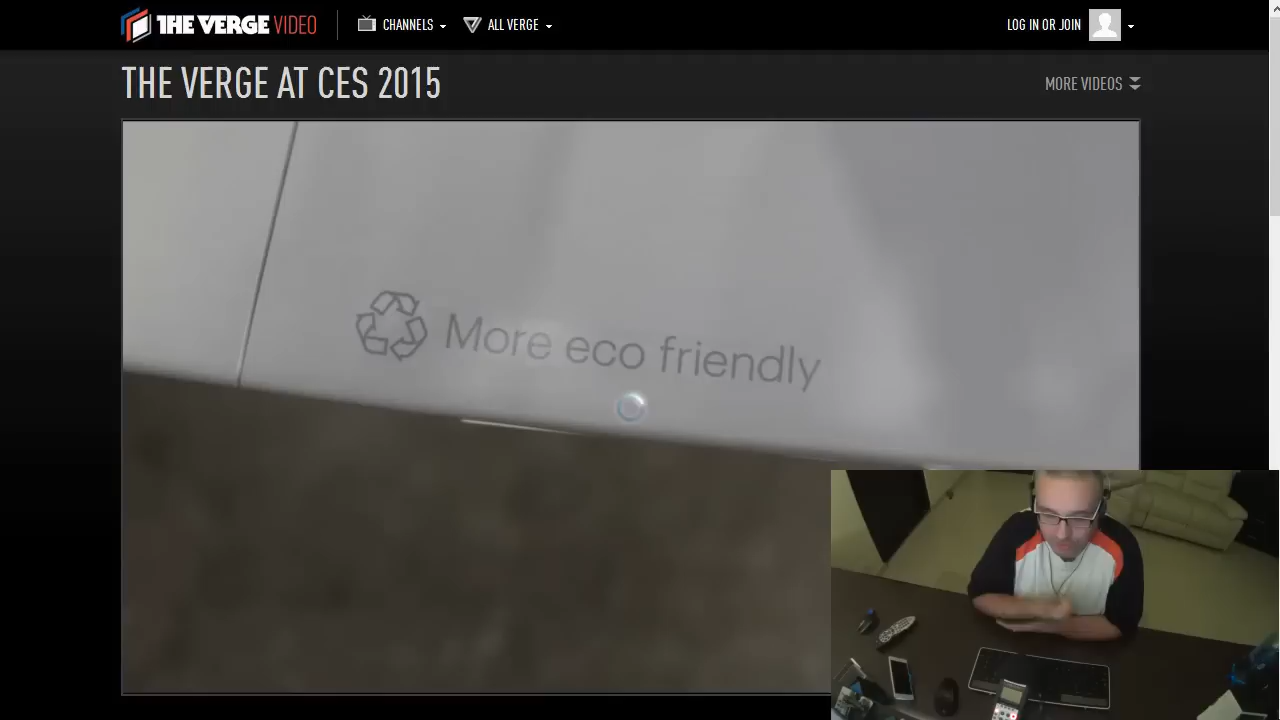 THE VERGE VIDEO
CHANNELS
ALL VERGE
LOG IN OR JOIN
THE VERGE AT CES 2015
MORE VIDEOS
More eco friendly